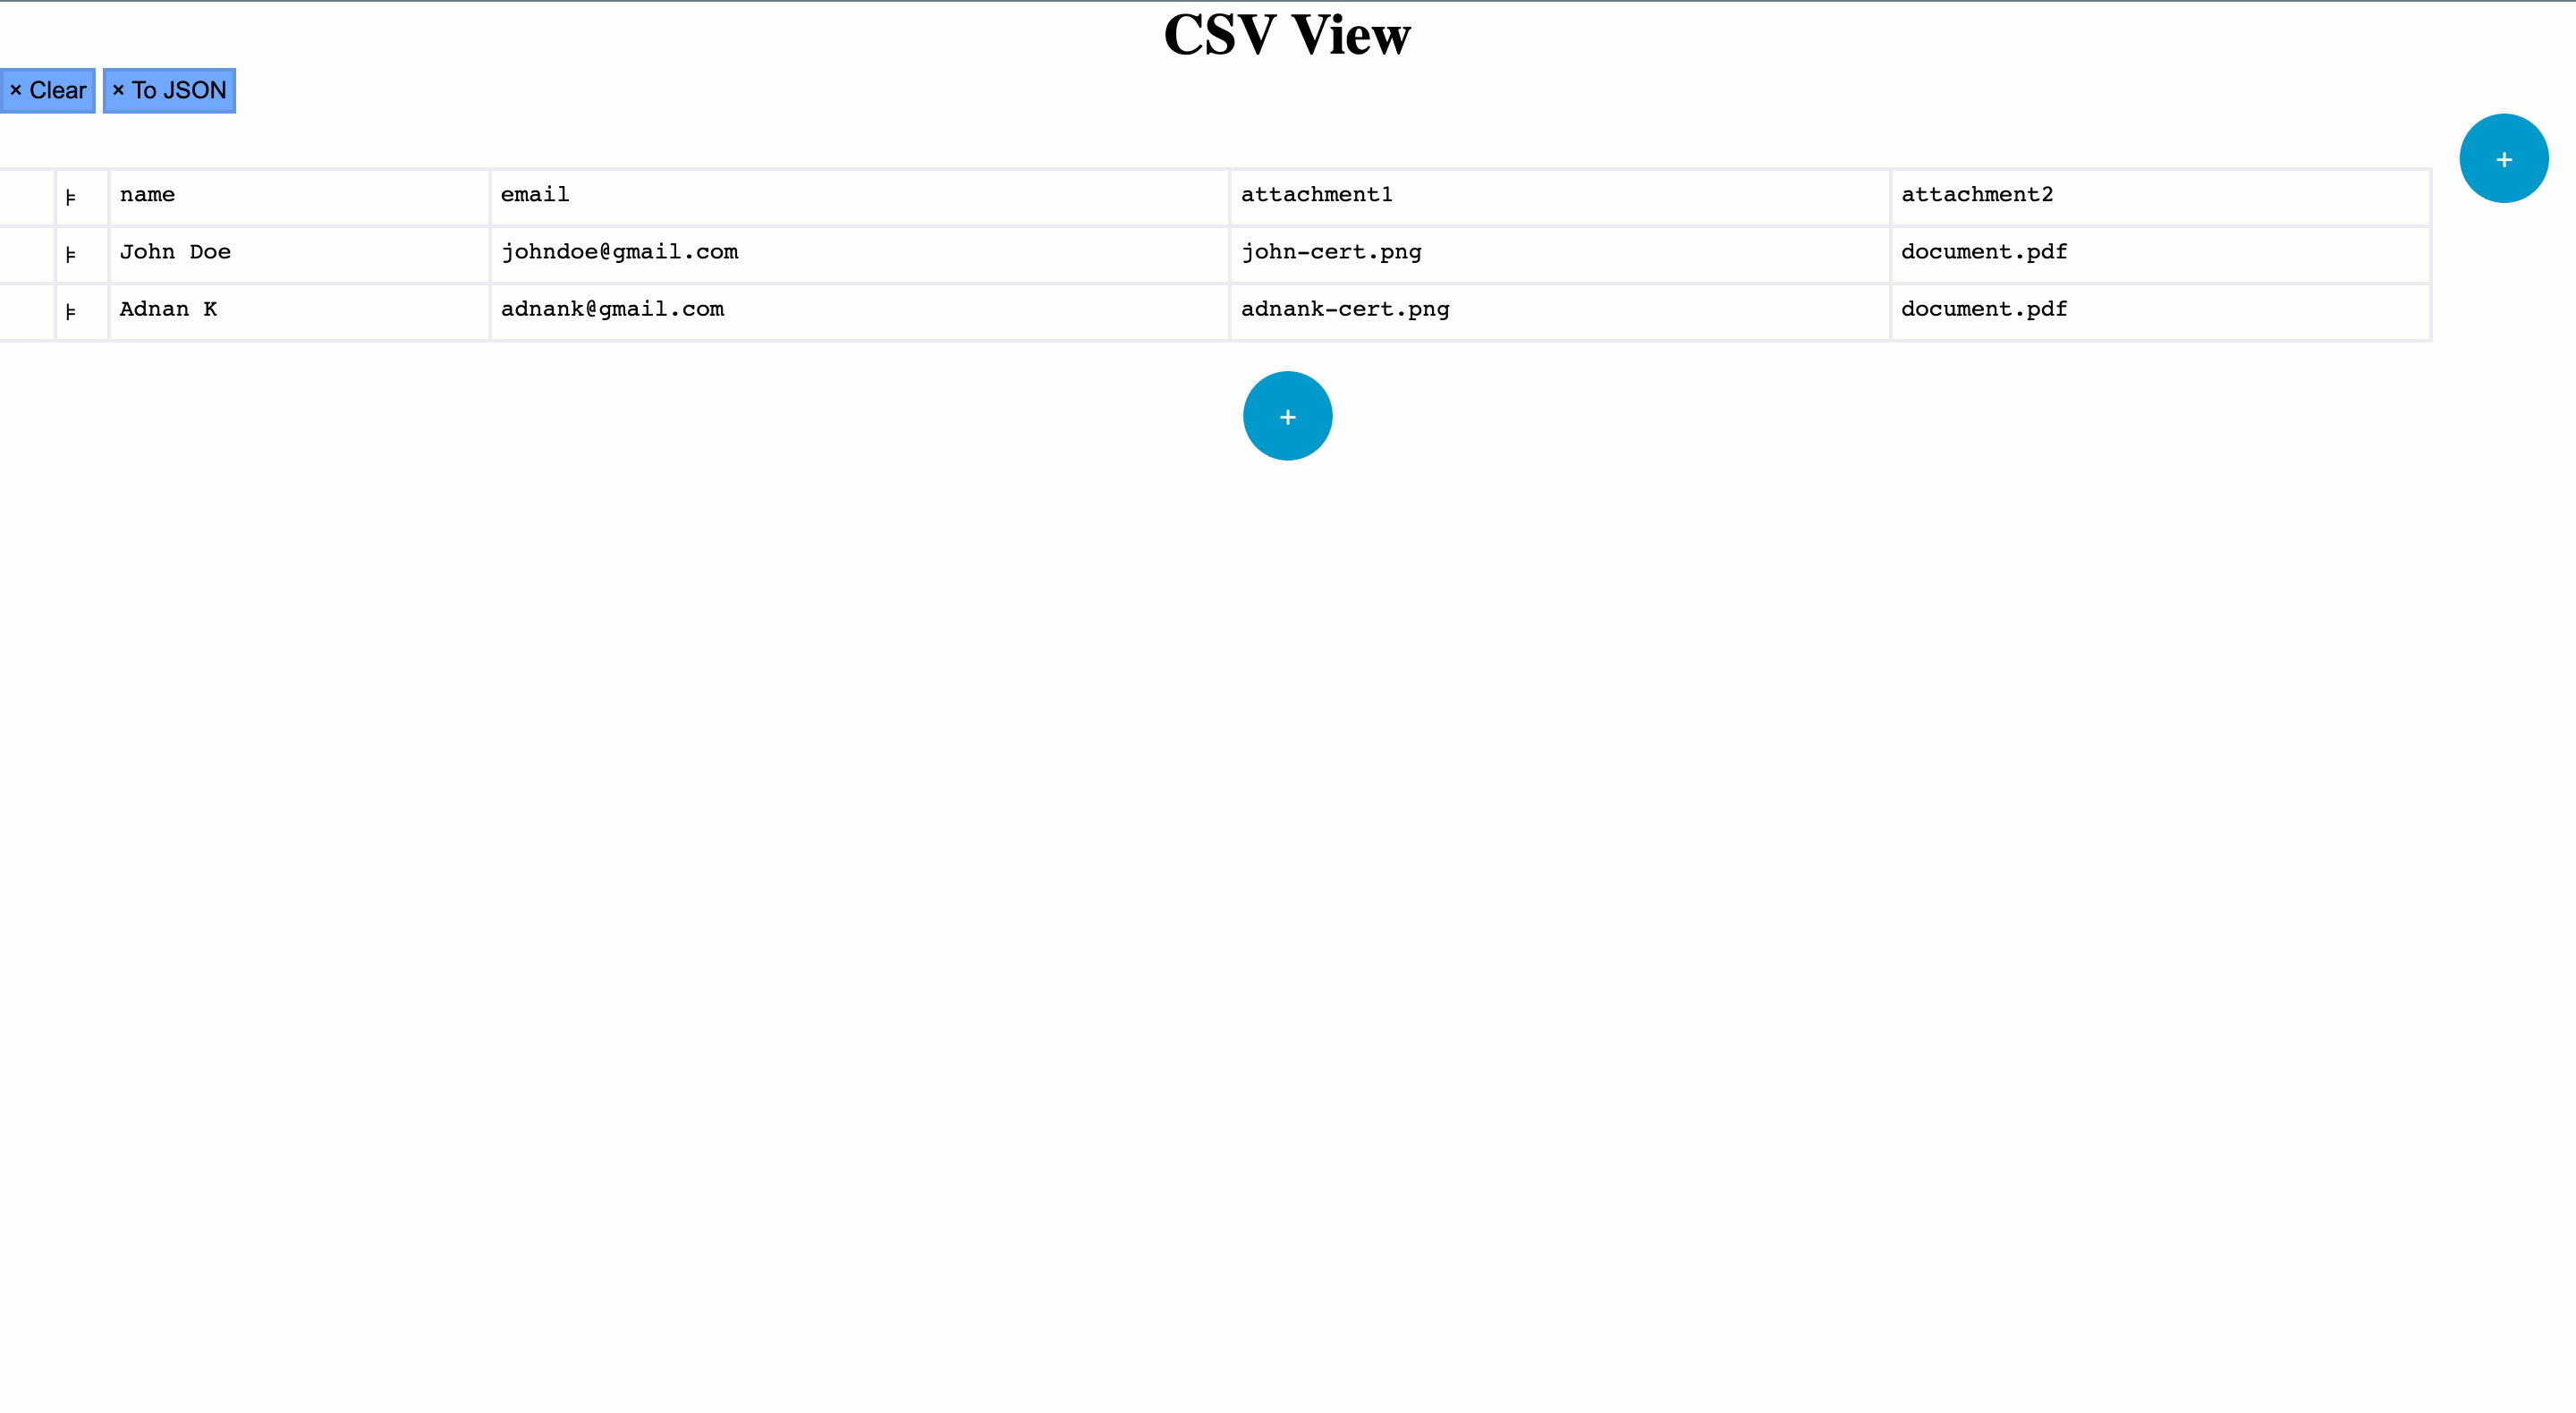 CSV View
× Clear × To JSON
+
⊧ name email attachment1 attachment2
⊧ John Doe johndoe@gmail.com john-cert.png document.pdf
⊧ Adnan K adnank@gmail.com adnank-cert.png document.pdf
+